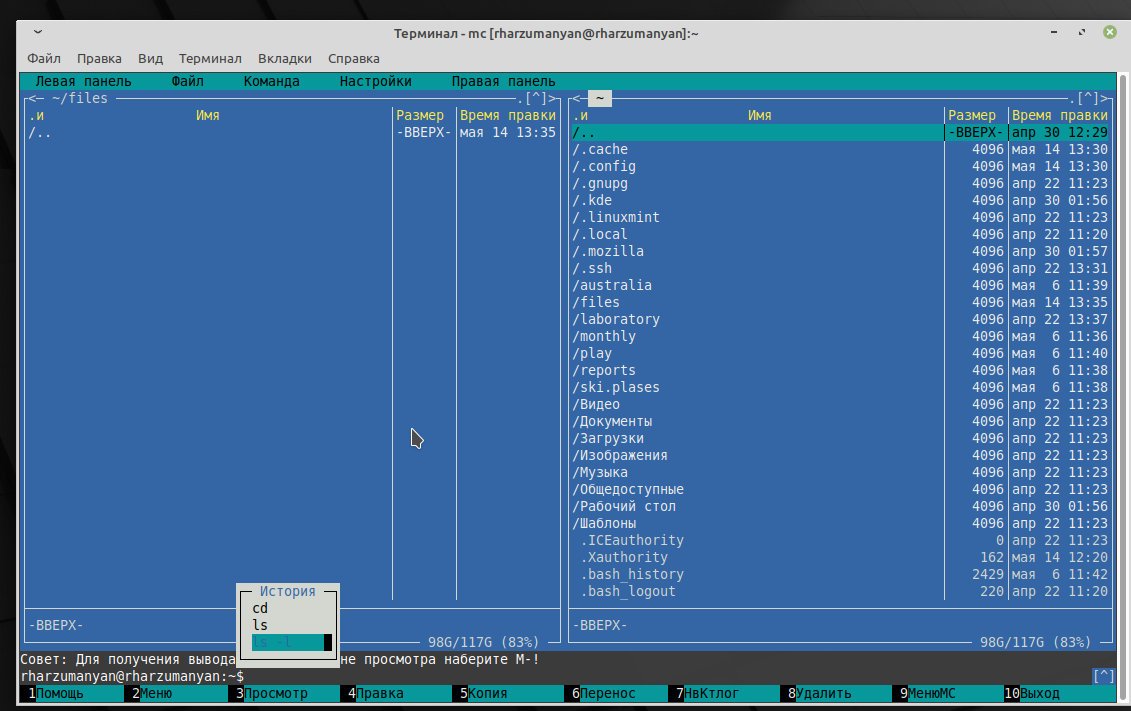 Терминал - mc [rharzumanyan@rharzumanyan]:~
Файл Правка Вид Терминал Вкладки Справка
Левая панель Файл Команда Настройки Правая панель
<─ ~/files .[^]>
.и Имя Размер Время правки
/.. -ВВЕРХ- мая 14 13:35
-ВВЕРХ-
98G/117G (83%)
<─ ~ .[^]>
.и Имя Размер Время правки
/.. -ВВЕРХ- апр 30 12:29
/.cache 4096 мая 14 13:30
/.config 4096 мая 14 13:30
/.gnupg 4096 апр 22 11:23
/.kde 4096 апр 30 01:56
/.linuxmint 4096 апр 22 11:23
/.local 4096 апр 22 11:20
/.mozilla 4096 апр 30 01:57
/.ssh 4096 апр 22 13:31
/australia 4096 мая 6 11:39
/files 4096 мая 14 13:35
/laboratory 4096 апр 22 13:37
/monthly 4096 мая 6 11:36
/play 4096 мая 6 11:40
/reports 4096 мая 6 11:38
/ski.plases 4096 мая 6 11:38
/Видео 4096 апр 22 11:23
/Документы 4096 апр 22 11:23
/Загрузки 4096 апр 22 11:23
/Изображения 4096 апр 22 11:23
/Музыка 4096 апр 22 11:23
/Общедоступные 4096 апр 22 11:23
/Рабочий стол 4096 апр 30 01:56
/Шаблоны 4096 апр 22 11:23
.ICEauthority 0 апр 22 11:23
.Xauthority 162 мая 14 12:20
.bash_history 2429 мая 6 11:42
.bash_logout 220 апр 22 11:20
-ВВЕРХ-
98G/117G (83%)
История
cd
ls
ls -l
Совет: Для получения вывода не просмотра наберите M-!
rharzumanyan@rharzumanyan:~$ [^]
1Помощь 2Меню 3Просмотр 4Правка 5Копия 6Перенос 7НвКтлог 8Удалить 9МенюMC 10Выход